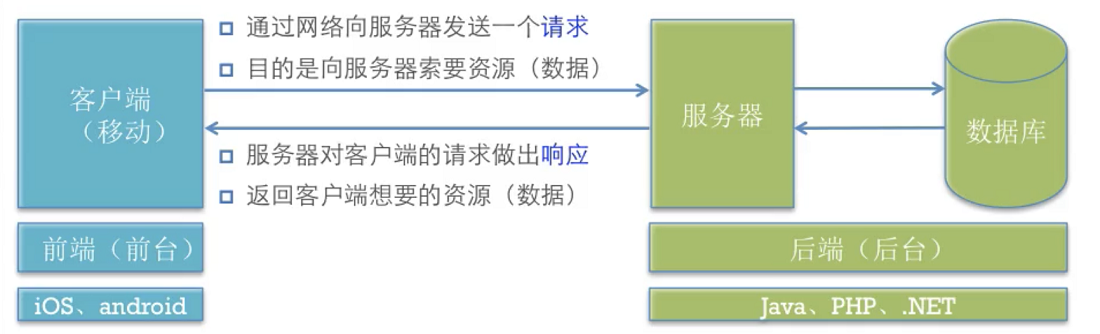 通过网络向服务器发送一个请求
目的是向服务器索要资源（数据）
客户端
（移动）
服务器
数据库
服务器对客户端的请求做出响应
返回客户端想要的资源（数据）
前端（前台）
后端（后台）
iOS、android
Java、PHP、.NET